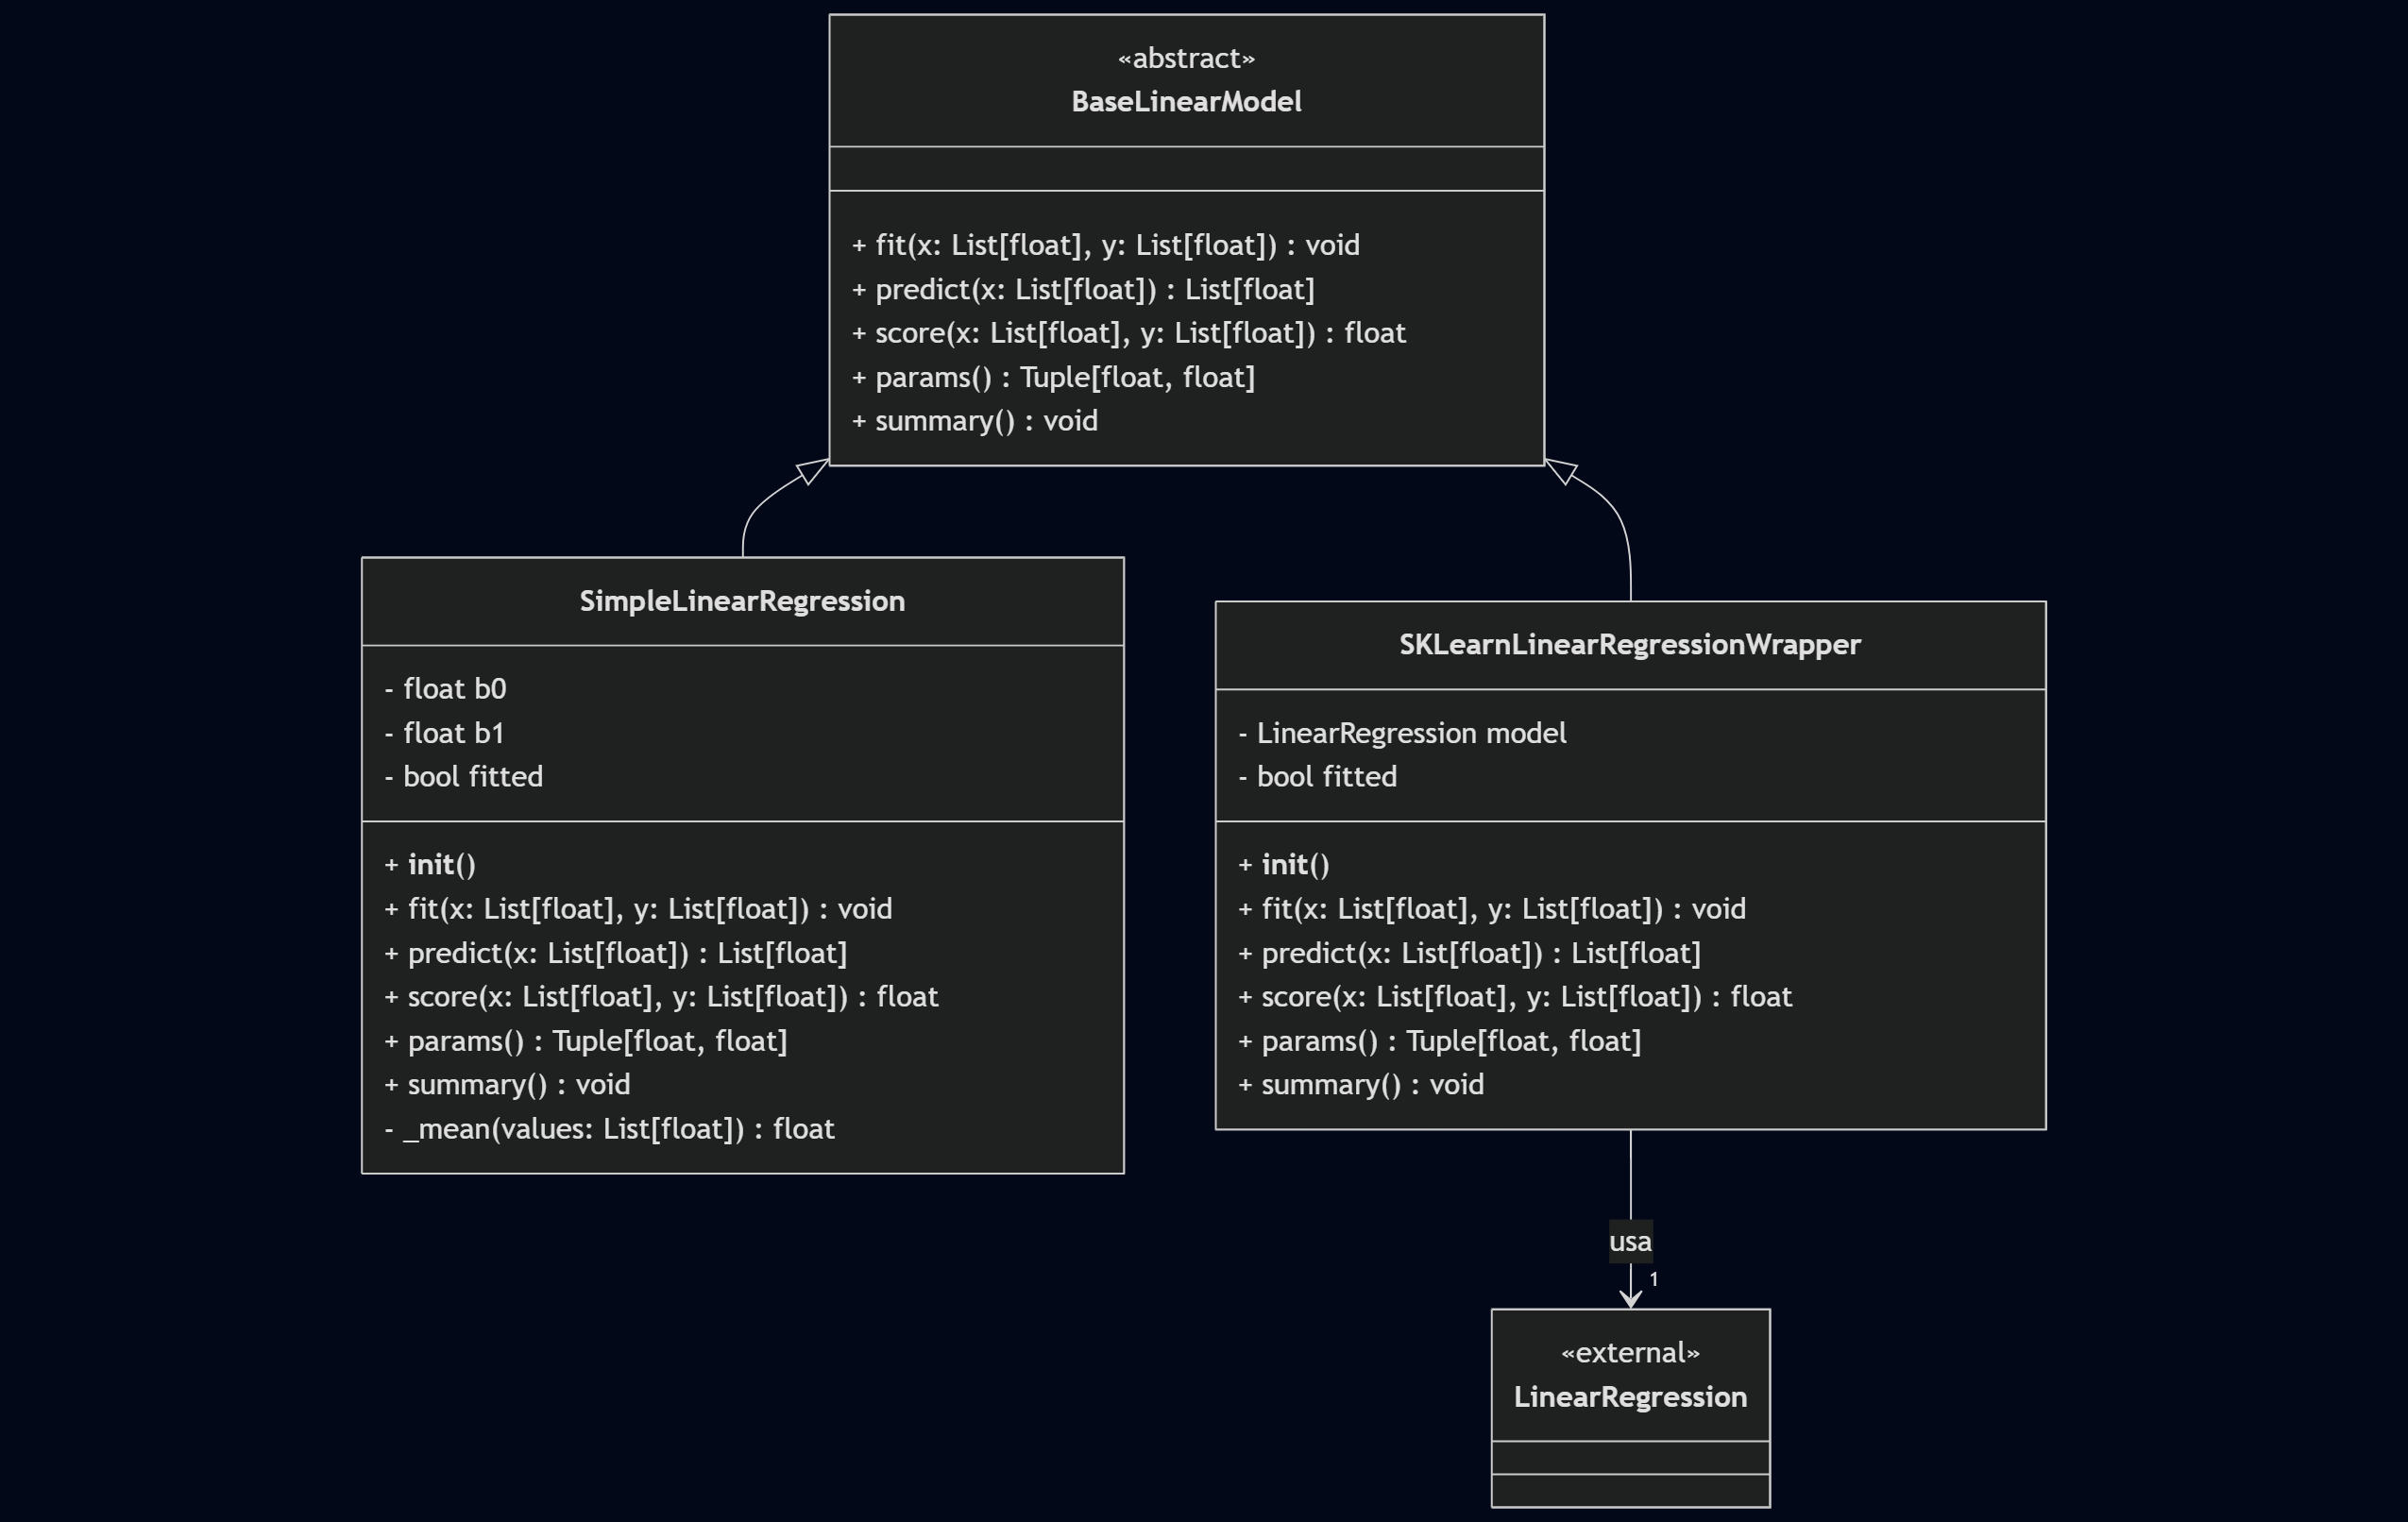 «abstract»
BaseLinearModel
+ fit(x: List[float], y: List[float]) : void
+ predict(x: List[float]) : List[float]
+ score(x: List[float], y: List[float]) : float
+ params() : Tuple[float, float]
+ summary() : void
SimpleLinearRegression
- float b0
- float b1
- bool fitted
+ init()
+ fit(x: List[float], y: List[float]) : void
+ predict(x: List[float]) : List[float]
+ score(x: List[float], y: List[float]) : float
+ params() : Tuple[float, float]
+ summary() : void
- _mean(values: List[float]) : float
SKLearnLinearRegressionWrapper
- LinearRegression model
- bool fitted
+ init()
+ fit(x: List[float], y: List[float]) : void
+ predict(x: List[float]) : List[float]
+ score(x: List[float], y: List[float]) : float
+ params() : Tuple[float, float]
+ summary() : void
usa
1
«external»
LinearRegression